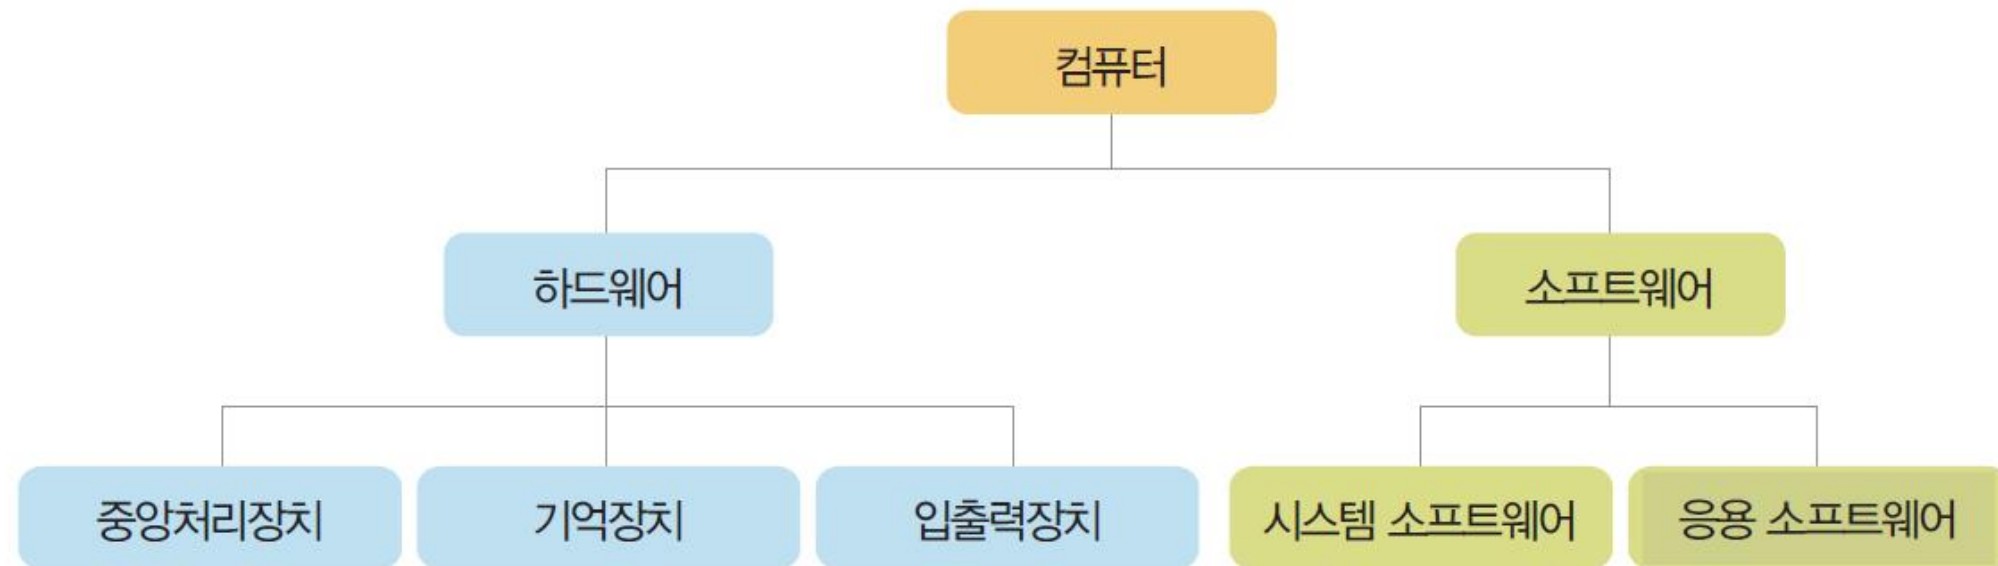 컴퓨터
하드웨어
소프트웨어
중앙처리장치
기억장치
입출력장치
시스템 소프트웨어
응용 소프트웨어